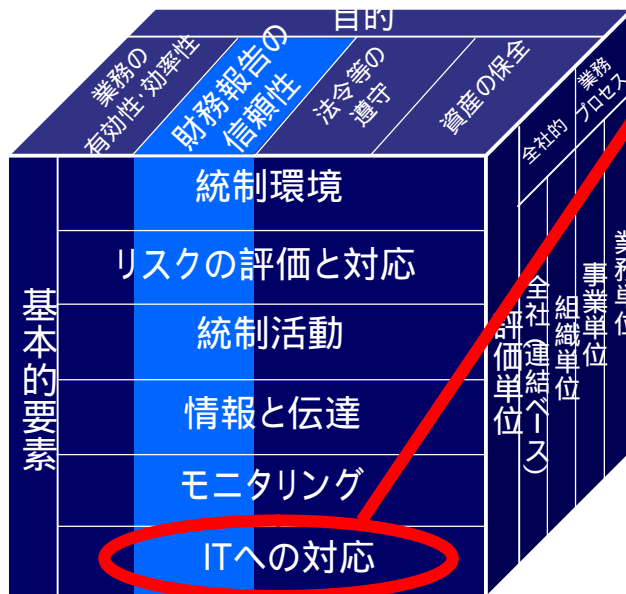 目的
業務の
有効性・効率性
財務報告の
信頼性
法令等の
遵守
資産の保全
全社的
業務
プロセス
基本的要素
統制環境
リスクの評価と対応
統制活動
情報と伝達
モニタリング
ITへの対応
評価単位
全社(連結ベース)
組織単位
事業単位
業務単位